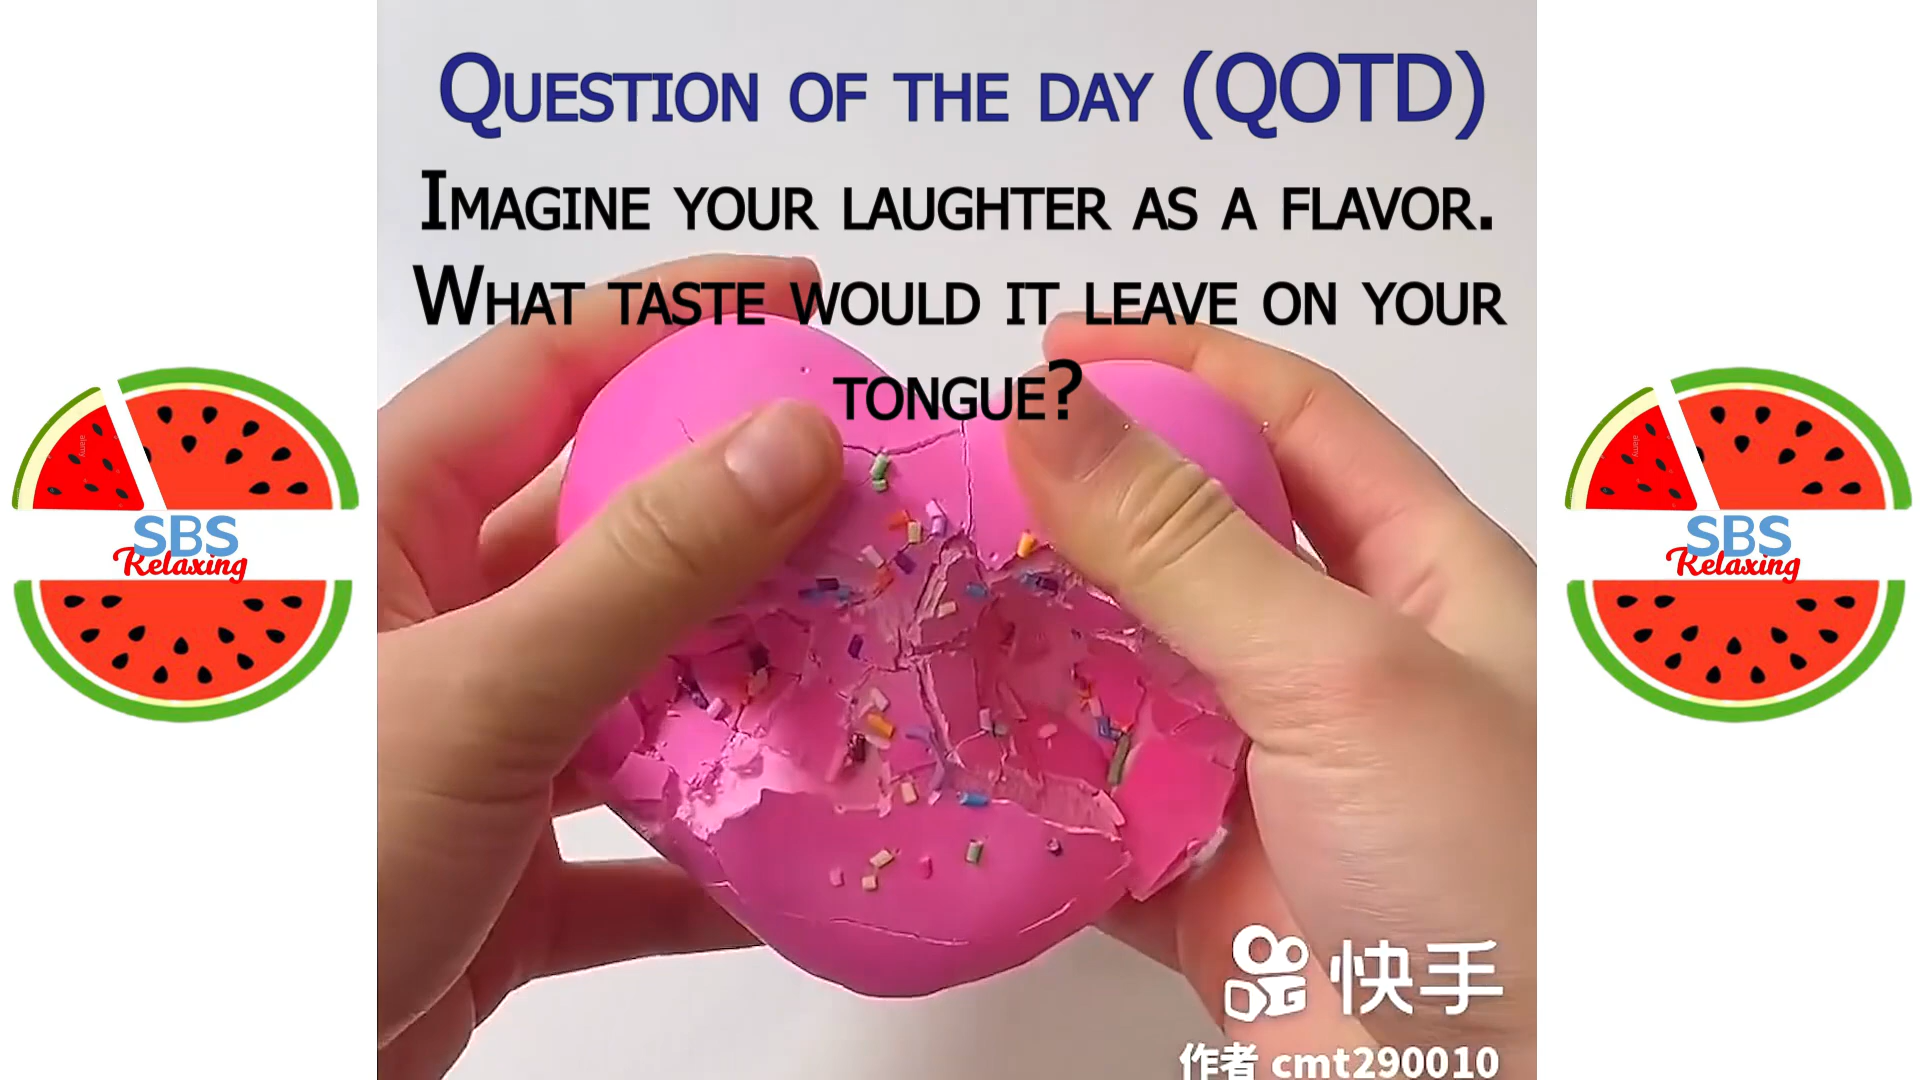 Question of the day (QOTD)
Imagine your laughter as a flavor.
What taste would it leave on your
tongue?
SBS
Relaxing
SBS
Relaxing
快手
作者 cmt290010